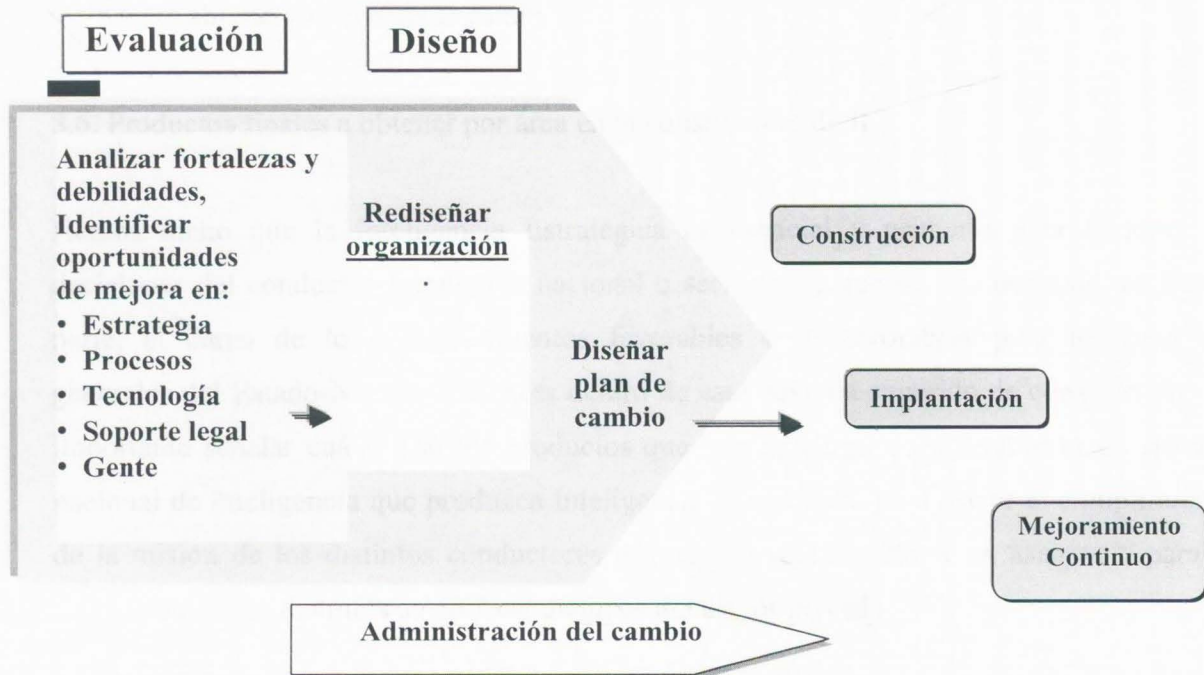 Evaluación
Diseño
Analizar fortalezas y
debilidades,
Identificar
oportunidades
de mejora en:
• Estrategia
• Procesos
• Tecnología
• Soporte legal
• Gente
Rediseñar
organización
.
Diseñar
plan de
cambio
Construcción
Implantación
Mejoramiento
Continuo
Administración del cambio